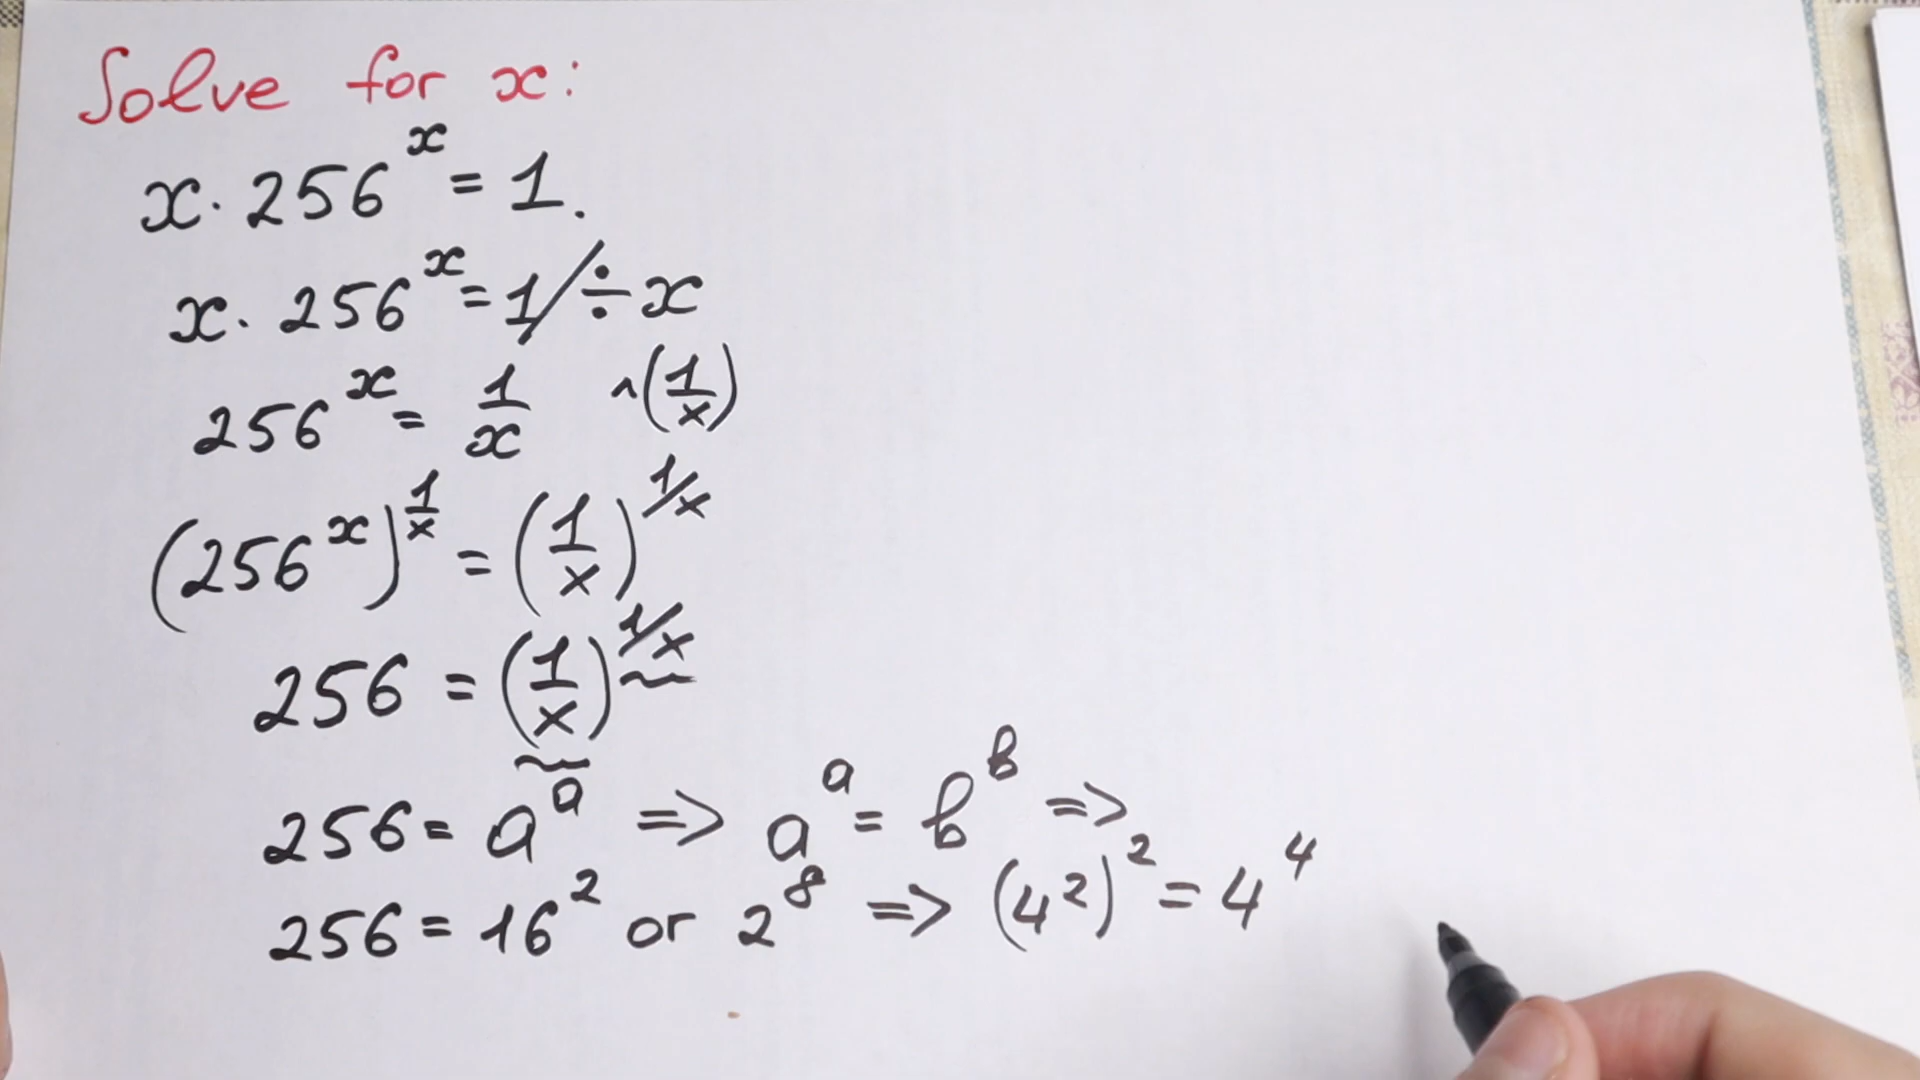 Solve for x:
x · 256^x = 1.
x · 256^x = 1 / ÷ x
256^x = 1/x ^(1/x)
(256^x)^(1/x) = (1/x)^(1/x)
256 = (1/x)^(1/x)
256 = a^a => a^a = b^b =>
256 = 16^2 or 2^8 => (4^2)^2 = 4^4